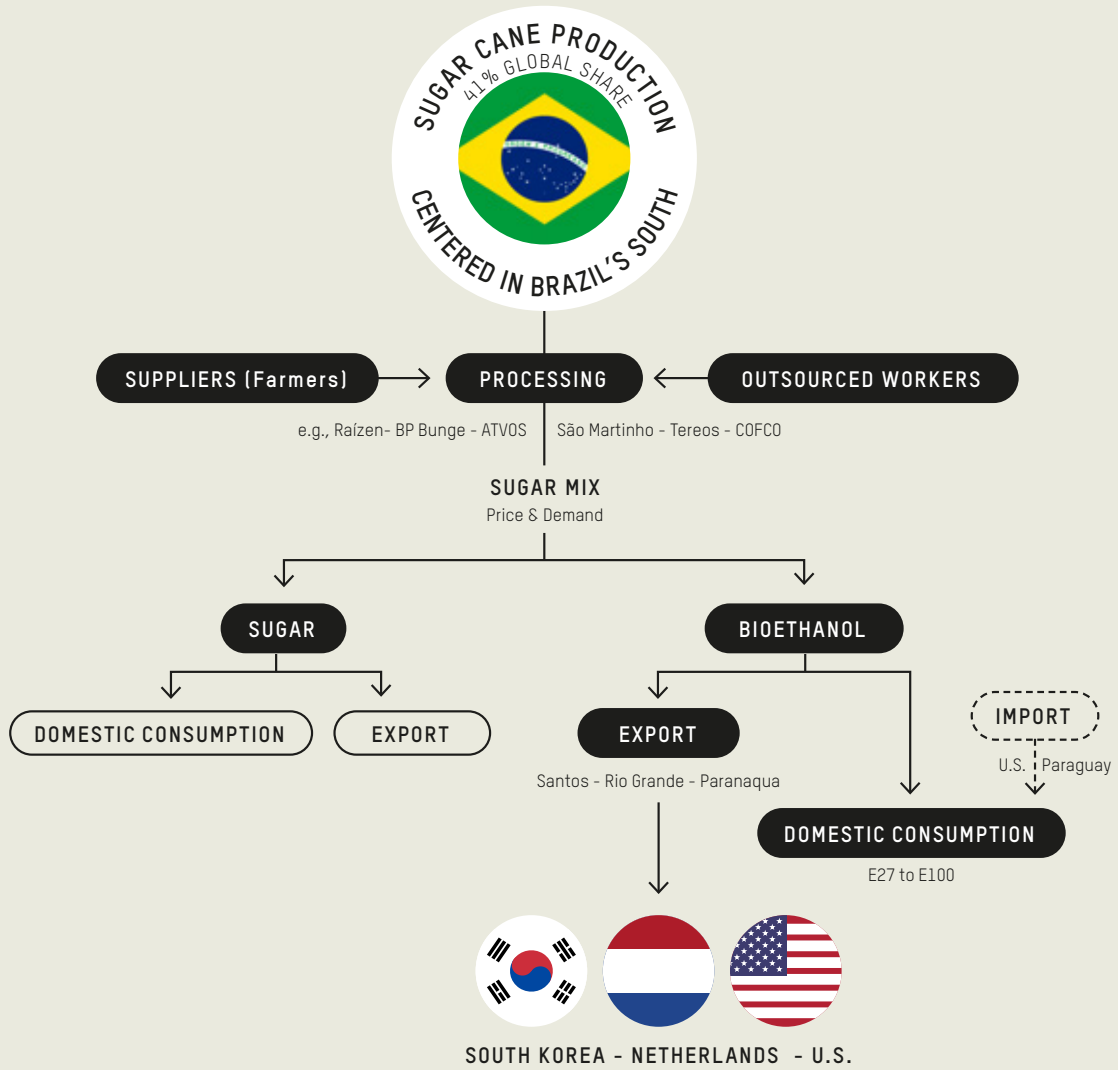 SUGAR CANE PRODUCTION
41% GLOBAL SHARE
CENTERED IN BRAZIL'S SOUTH
SUPPLIERS (Farmers)
PROCESSING
OUTSOURCED WORKERS
e.g., Raízen- BP Bunge - ATVOS
São Martinho - Tereos - COFCO
SUGAR MIX
Price & Demand
SUGAR
BIOETHANOL
DOMESTIC CONSUMPTION
EXPORT
EXPORT
Santos - Rio Grande - Paranaqua
IMPORT
U.S.
Paraguay
DOMESTIC CONSUMPTION
E27 to E100
SOUTH KOREA - NETHERLANDS - U.S.